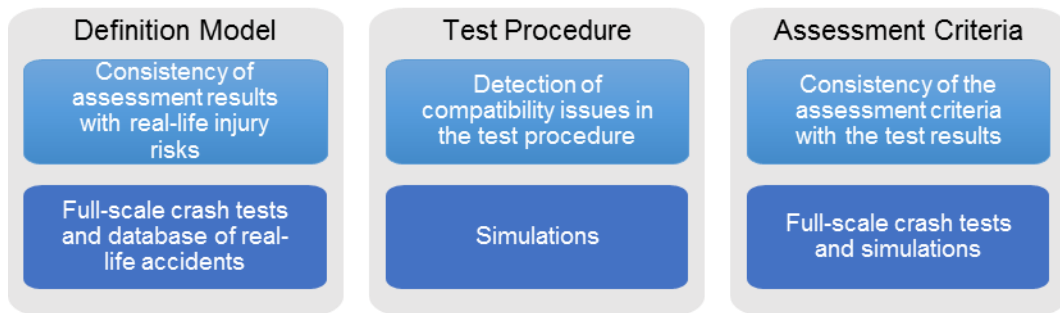 Definition Model
Consistency of
assessment results
with real-life injury
risks
Full-scale crash tests
and database of real-
life accidents
Test Procedure
Detection of
compatibility issues in
the test procedure
Simulations
Assessment Criteria
Consistency of the
assessment criteria
with the test results
Full-scale crash tests
and simulations